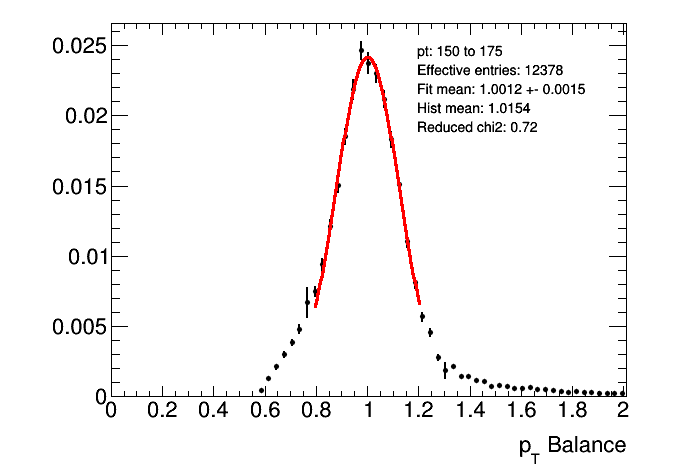 0.025
0.02
0.015
0.01
0.005
0
pt: 150 to 175
Effective entries: 12378
Fit mean: 1.0012 +- 0.0015
Hist mean: 1.0154
Reduced chi2: 0.72
0 0.2 0.4 0.6 0.8 1 1.2 1.4 1.6 1.8 2
pT Balance